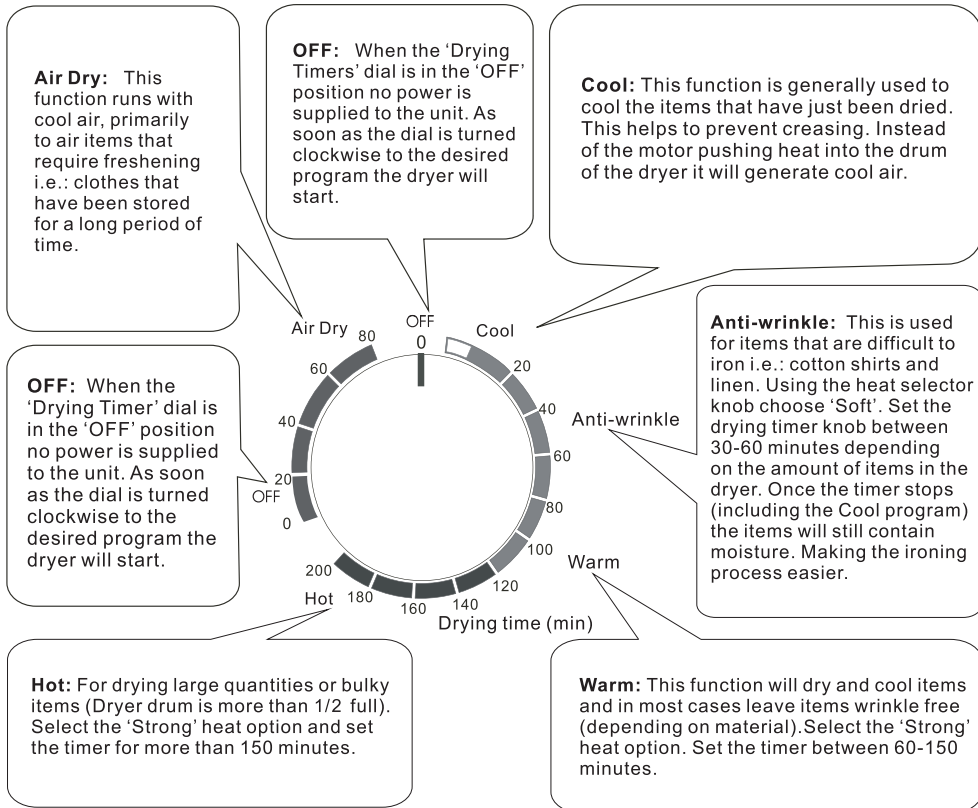 Air Dry: This
function runs with
cool air, primarily
to air items that
require freshening
i.e.: clothes that
have been stored
for a long period of
time.
OFF: When the ‘Drying
Timers’ dial is in the ‘OFF’
position no power is
supplied to the unit. As
soon as the dial is turned
clockwise to the desired
program the dryer will
start.
Cool: This function is generally used to
cool the items that have just been dried.
This helps to prevent creasing. Instead
of the motor pushing heat into the drum
of the dryer it will generate cool air.
OFF: When the
‘Drying Timer’ dial is
in the ‘OFF’ position
no power is supplied
to the unit. As soon
as the dial is turned
clockwise to the
desired program the
dryer will start.
Air Dry
80
60
40
20
OFF
0
OFF
0
Cool
20
40
Anti-wrinkle
60
80
100
Warm
120
140
160
180
200
Hot
Drying time (min)
Anti-wrinkle: This is used
for items that are difficult to
iron i.e.: cotton shirts and
linen. Using the heat selector
knob choose ‘Soft’. Set the
drying timer knob between
30-60 minutes depending
on the amount of items in the
dryer. Once the timer stops
(including the Cool program)
the items will still contain
moisture. Making the ironing
process easier.
Hot: For drying large quantities or bulky
items (Dryer drum is more than 1/2 full).
Select the ‘Strong’ heat option and set
the timer for more than 150 minutes.
Warm: This function will dry and cool items
and in most cases leave items wrinkle free
(depending on material).Select the ‘Strong’
heat option. Set the timer between 60-150
minutes.